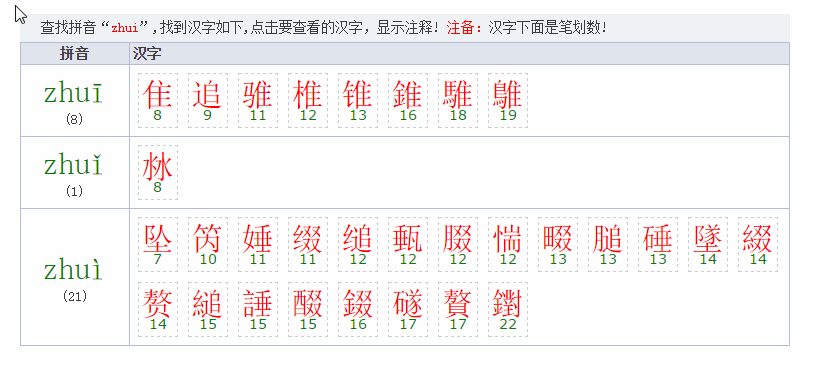 查找拼音“zhui”,找到汉字如下,点击要查看的汉字，显示注释! 注备：汉字下面是笔划数!
拼音 汉字
zhuī 隹 追 骓 椎 锥 錐 騅 鵻
(8) 8 9 11 12 13 16 18 19
zhuǐ 沝
(1) 8
坠 笍 娷 缀 缒 甀 腏 惴 畷 膇 硾 墜 綴
7 10 11 11 12 12 12 12 13 13 13 14 14
zhuì
(21)
赘 縋 諈 醊 錣 礈 贅 鑆
14 15 15 15 16 17 17 22